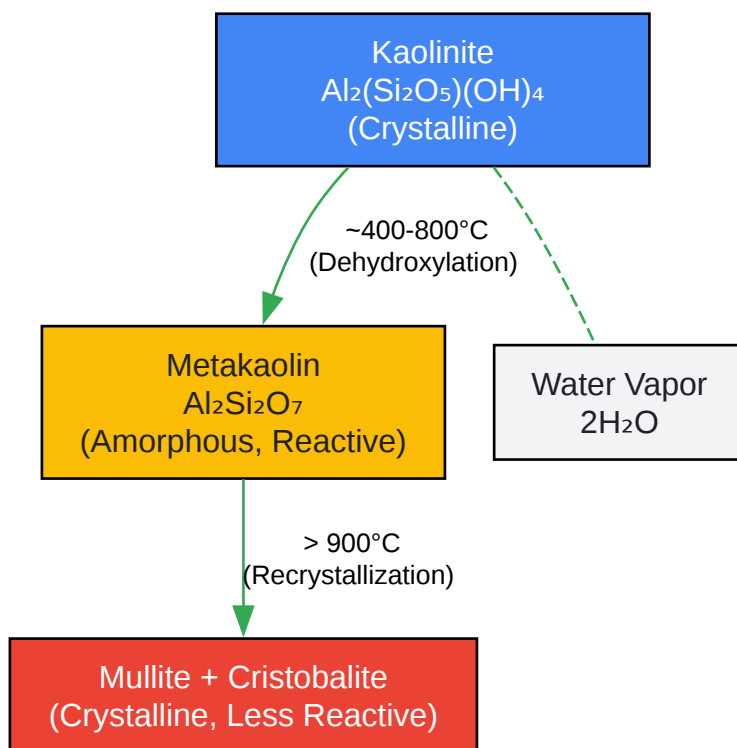 Kaolinite
Al₂(Si₂O₅)(OH)₄
(Crystalline)
~400-800°C
(Dehydroxylation)
Metakaolin
Al₂Si₂O₇
(Amorphous, Reactive)
Water Vapor
2H₂O
> 900°C
(Recrystallization)
Mullite + Cristobalite
(Crystalline, Less Reactive)